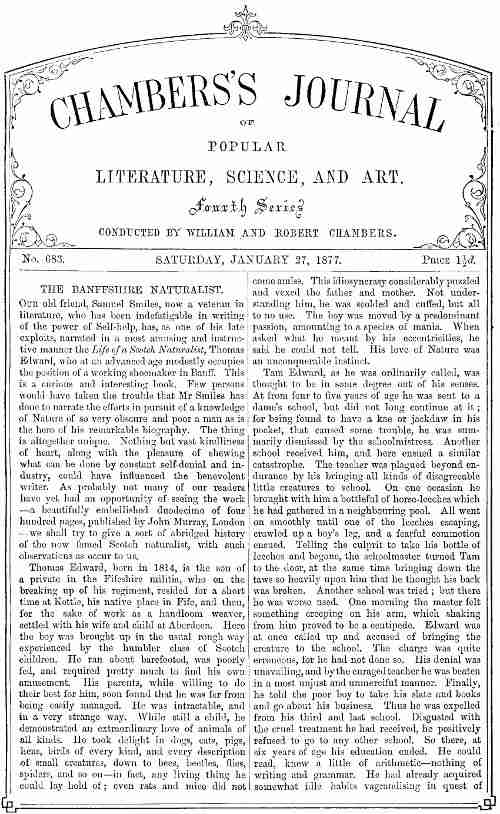 CHAMBERS'S JOURNAL
OF
POPULAR
LITERATURE, SCIENCE, AND ART.
Fourth Series
CONDUCTED BY WILLIAM AND ROBERT CHAMBERS.
No. 683. SATURDAY, JANUARY 27, 1877. PRICE 1½d.
THE BANFFSHIRE NATURALIST.
OUR old friend, Samuel Smiles, now a veteran in
literature, who has been indefatigable in writing
of the power of Self-help, has, as one of his late
exploits, narrated in a most amusing and instruc-
tive manner the Life of a Scotch Naturalist, Thomas
Edward, who at an advanced age modestly occupies
the position of a working shoemaker in Banff. This
is a curious and interesting book. Few persons
would have taken the trouble that Mr Smiles has
done to narrate the efforts in pursuit of a knowledge
of Nature of so very obscure and poor a man as is
the hero of his remarkable biography. The thing
is altogether unique. Nothing but vast kindliness
of heart, along with the pleasure of shewing
what can be done by constant self-denial and in-
dustry, could have influenced the benevolent
writer. As probably not many of our readers
have yet had an opportunity of seeing the work
—a beautifully embellished duodecimo of four
hundred pages, published by John Murray, London
—we shall try to give a sort of abridged history
of the now famed Scotch naturalist, with such
observations as occur to us.
Thomas Edward, born in 1814, is the son of
a private in the Fifeshire militia, who on the
breaking up of his regiment, resided for a short
time at Kettle, his native place in Fife, and then,
for the sake of work as a handloom weaver,
settled with his wife and child at Aberdeen. Here
the boy was brought up in the usual rough way
experienced by the humbler class of Scotch
children. He ran about barefooted, was poorly
fed, and required pretty much to find his own
amusement. His parents, while willing to do
their best for him, soon found that he was far from
being easily managed. He was intractable, and
in a very strange way. While still a child, he
demonstrated an extraordinary love of animals of
all kinds. He took delight in dogs, cats, pigs,
hens, birds of every kind, and every description
of small creatures, down to bees, beetles, flies,
spiders, and so on—in fact, any living thing he
could lay hold of; even rats and mice did not
come amiss. This idiosyncrasy considerably puzzled
and vexed the father and mother. Not under-
standing him, he was scolded and cuffed, but all
to no use. The boy was moved by a predominant
passion, amounting to a species of mania. When
asked what he meant by his eccentricities, he
said he could not tell. His love of Nature was
an unconquerable instinct.
Tam Edward, as he was ordinarily called, was
thought to be in some degree out of his senses.
At from four to five years of age he was sent to a
dame's school, but did not long continue at it;
for being found to have a kae or jackdaw in his
pocket, that caused some trouble, he was sum-
marily dismissed by the schoolmistress. Another
school received him, and here ensued a similar
catastrophe. The teacher was plagued beyond en-
durance by his bringing all kinds of disagreeable
little creatures to school. On one occasion he
brought with him a bottleful of horse-leeches which
he had gathered in a neighbouring pool. All went
on smoothly until one of the leeches escaping,
crawled up a boy's leg, and a fearful commotion
ensued. Telling the culprit to take his bottle of
leeches and begone, the schoolmaster turned Tam
to the door, at the same time bringing down the
taws so heavily upon him that he thought his back
was broken. Another school was tried; but there
he was worse used. One morning the master felt
something creeping on his arm, which shaking
from him proved to be a centipede. Edward was
at once called up and accused of bringing the
creature to the school. The charge was quite
erroneous, for he had not done so. His denial was
unavailing, and by the enraged teacher he was beaten
in a most unjust and unmerciful manner. Finally,
he told the poor boy to take his slate and books
and go about his business. Thus he was expelled
from his third and last school. Disgusted with
the cruel treatment he had received, he positively
refused to go to any other school. So there, at
six years of age his education ended. He could
read, knew a little of arithmetic—nothing of
writing and grammar. He had already acquired
somewhat idle habits vagabondising in quest of